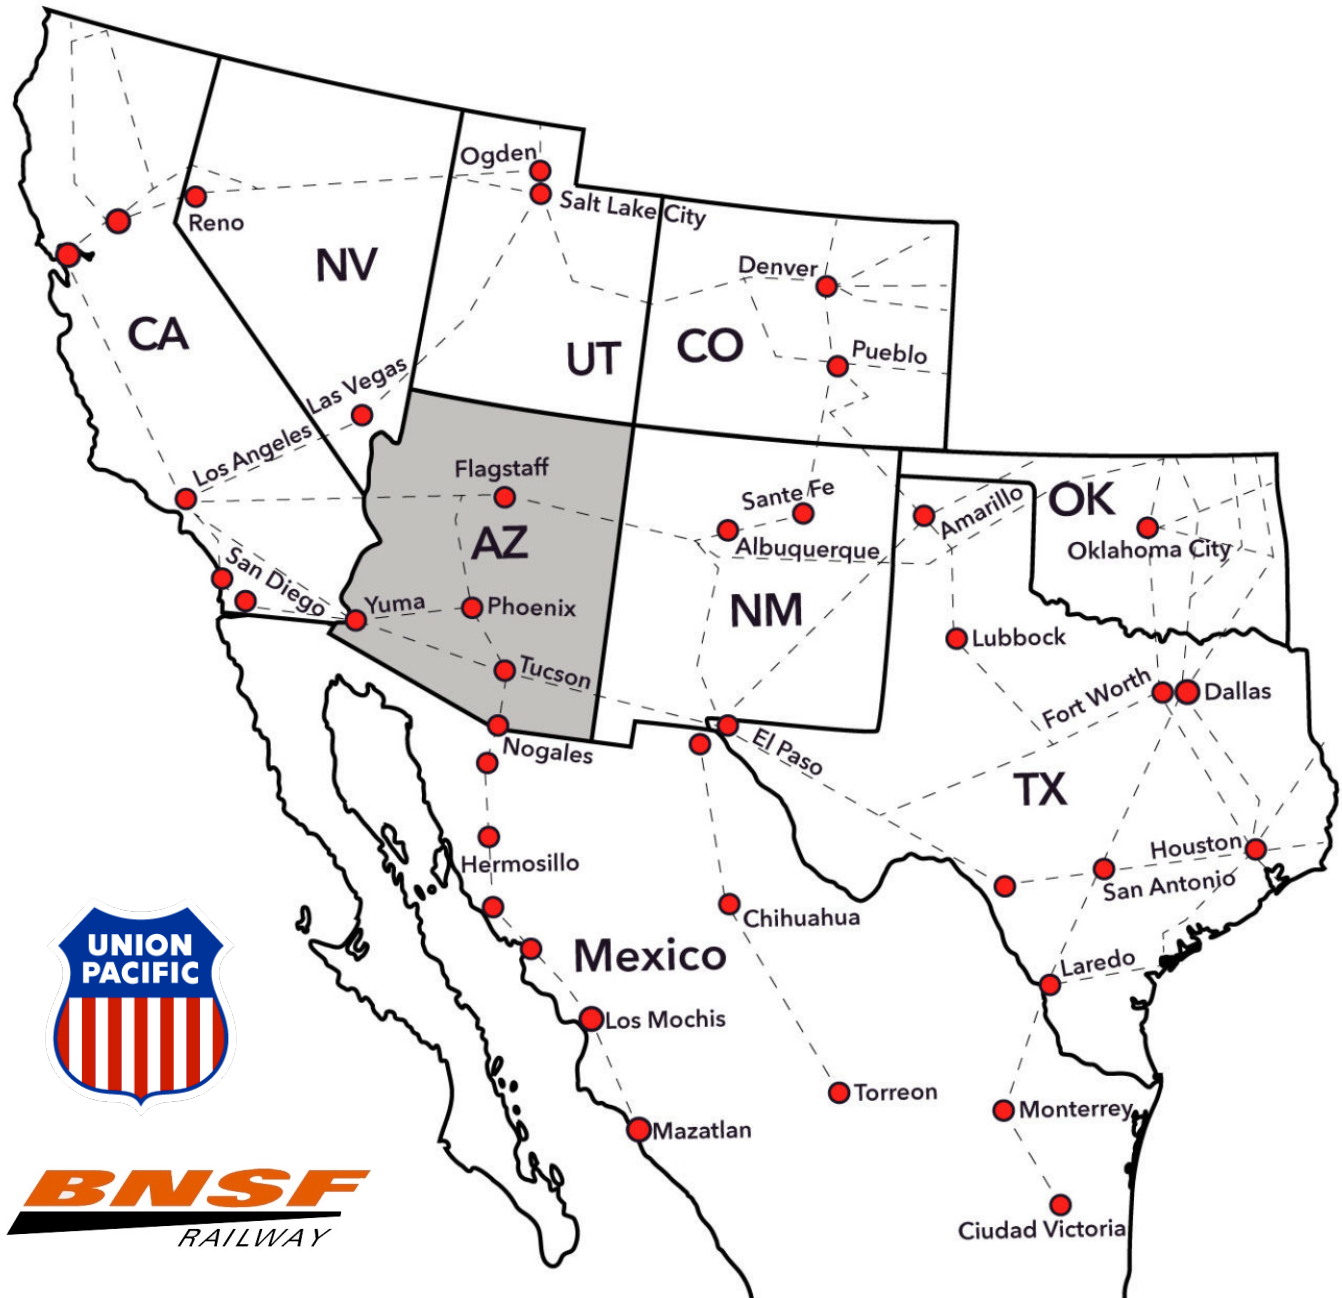 Ogden
Salt Lake City
Reno
NV
Denver
CA
UT
CO
Pueblo
Las Vegas
Los Angeles
Flagstaff
Sante Fe
Amarillo
OK
AZ
Albuquerque
Oklahoma City
San Diego
Yuma
Phoenix
NM
Lubbock
Tucson
Fort Worth
Dallas
Nogales
El Paso
TX
Hermosillo
Houston
San Antonio
Chihuahua
Mexico
Laredo
UNION
PACIFIC
Los Mochis
Torreon
Monterrey
Mazatlan
BNSF
RAILWAY
Ciudad Victoria